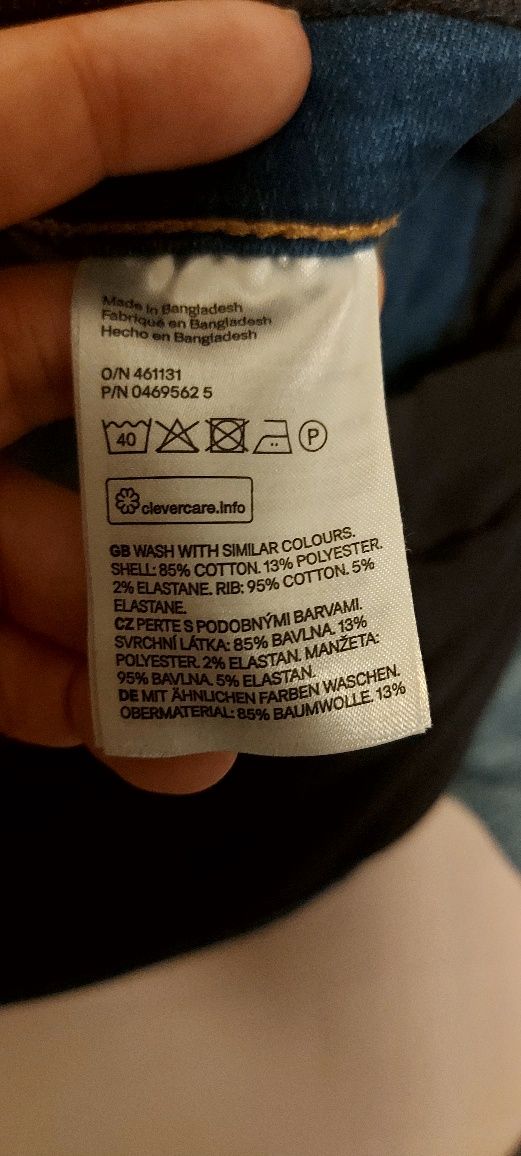 Made in Bangladesh
Fabriqué en Bangladesh
Hecho en Bangladesh
O/N 461131
P/N 0469562 5
40 P
clevercare.info
GB WASH WITH SIMILAR COLOURS.
SHELL: 85% COTTON. 13% POLYESTER.
2% ELASTANE. RIB: 95% COTTON. 5%
ELASTANE.
CZ PERTE S PODOBNÝMI BARVAMI.
SVRCHNÍ LÁTKA: 85% BAVLNA. 13%
POLYESTER. 2% ELASTAN. MANŽETA:
95% BAVLNA. 5% ELASTAN.
DE MIT ÄHNLICHEN FARBEN WASCHEN.
OBERMATERIAL: 85% BAUMWOLLE. 13%